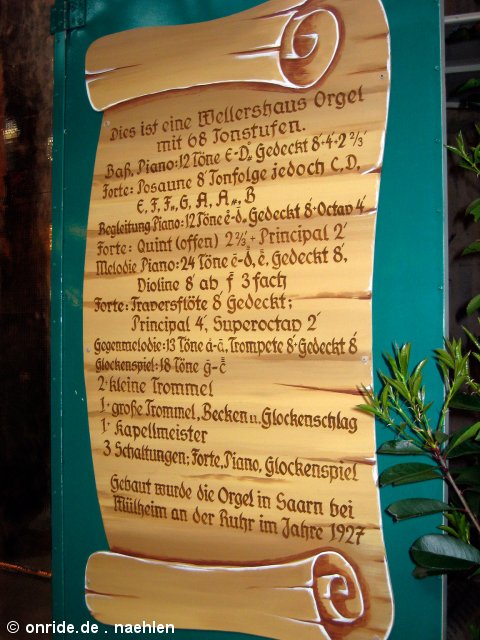 Dies ist eine Wellershaus Orgel
mit 68 Tonstufen.
Baß, Piano: 12 Töne E-D♯ Gedeckt 8'+4'+2 2/3'
Forte: Posaune 8' Tonfolge jedoch C, D,
E, F, F♯, G, A, A♯, B
Begleitung Piano: 12 Töne c̄-d̄♯ Gedeckt 8'+Octav 4'
Forte: Quint (offen) 2 2/3'+ Principal 2'
Melodie Piano: 24 Töne ē-d̿, e̿, Gedeckt 8',
Violine 8' ab f̄ 3 fach
Forte: Traversflöte 8' Gedeckt;
Principal 4', Superoctav 2'
Gegenmelodie: 13 Töne ā-ā, Trompete 8'+Gedeckt 8'
Glockenspiel: 18 Töne ḡ-c̿
2 kleine Trommel
1 große Trommel, Becken u. Glockenschlag
1 Kapellmeister
3 Schaltungen; Forte, Piano, Glockenspiel
Gebaut wurde die Orgel in Saarn bei
Mülheim an der Ruhr im Jahre 1927
© onride.de . naehlen